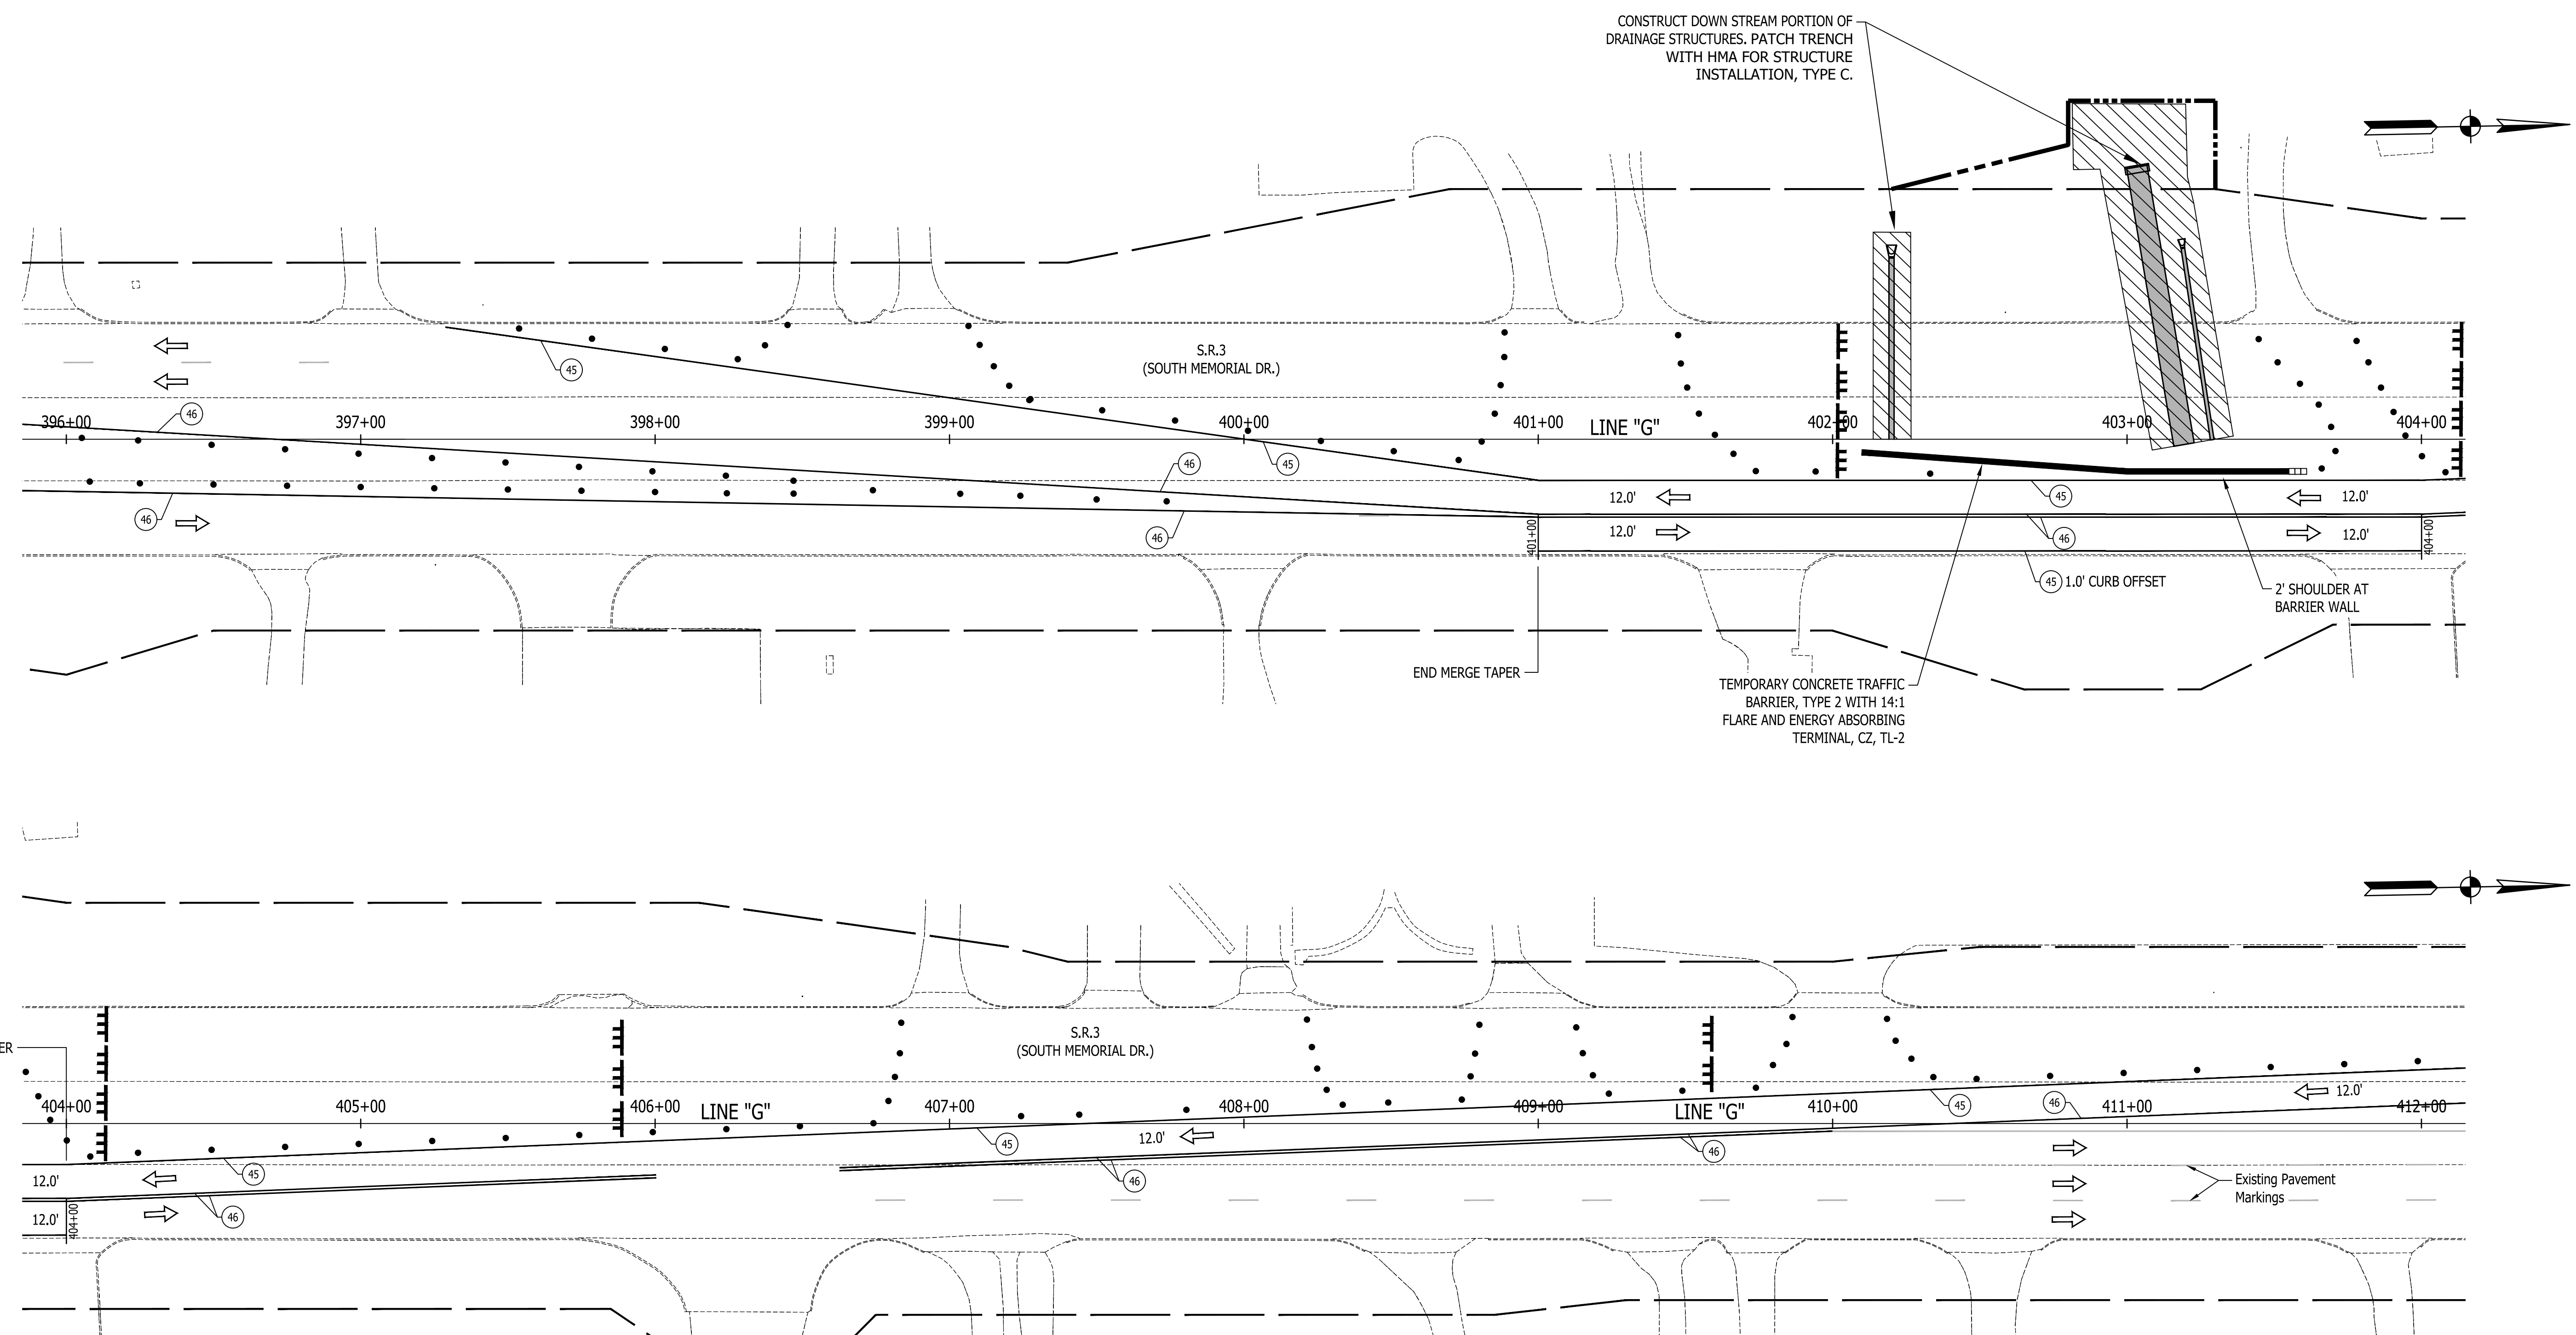 CONSTRUCT DOWN STREAM PORTION OF
DRAINAGE STRUCTURES. PATCH TRENCH
WITH HMA FOR STRUCTURE
INSTALLATION, TYPE C.
S.R.3
(SOUTH MEMORIAL DR.)
45
46
396+00
397+00
398+00
399+00
400+00
401+00
LINE "G"
402+00
403+00
404+00
46
45
46
46
12.0'
45
12.0'
401+00
12.0'
46
12.0'
404+00
45
1.0' CURB OFFSET
2' SHOULDER AT
BARRIER WALL
END MERGE TAPER
TEMPORARY CONCRETE TRAFFIC
BARRIER, TYPE 2 WITH 14:1
FLARE AND ENERGY ABSORBING
TERMINAL, CZ, TL-2
S.R.3
(SOUTH MEMORIAL DR.)
ER
404+00
405+00
406+00
LINE "G"
407+00
408+00
409+00
LINE "G"
410+00
411+00
412+00
45
46
12.0'
12.0'
45
46
12.0'
45
46
Existing Pavement
Markings
12.0'
404+00
46